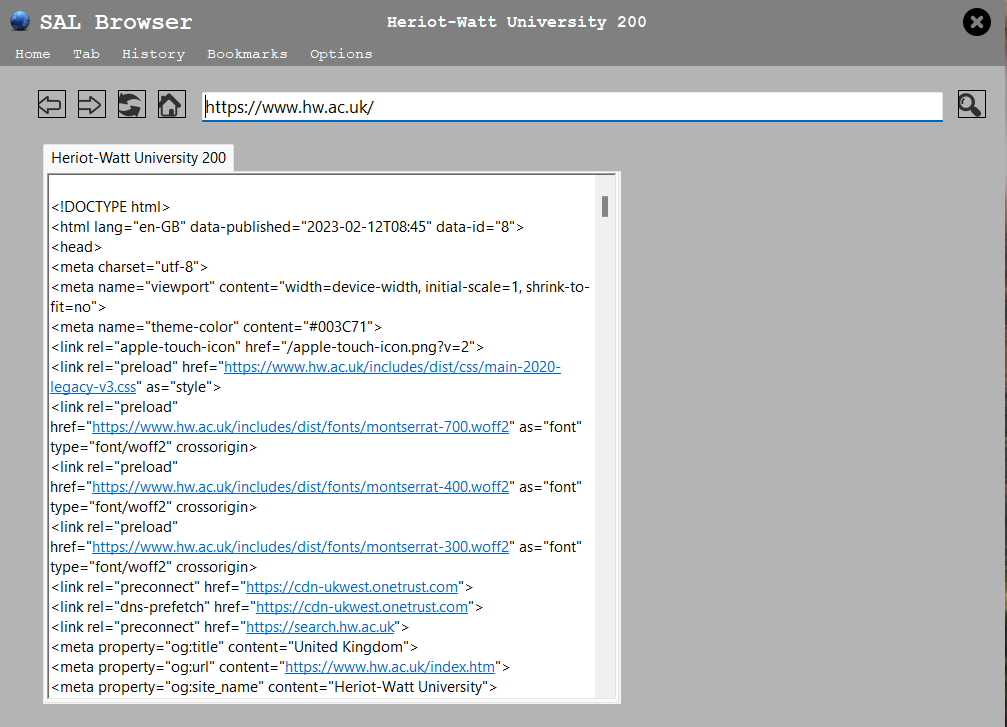 SAL Browser
Heriot-Watt University 200
Home Tab History Bookmarks Options
https://www.hw.ac.uk/
Heriot-Watt University 200
<!DOCTYPE html>
<html lang="en-GB" data-published="2023-02-12T08:45" data-id="8">
<head>
<meta charset="utf-8">
<meta name="viewport" content="width=device-width, initial-scale=1, shrink-to-
fit=no">
<meta name="theme-color" content="#003C71">
<link rel="apple-touch-icon" href="/apple-touch-icon.png?v=2">
<link rel="preload" href="https://www.hw.ac.uk/includes/dist/css/main-2020-
legacy-v3.css" as="style">
<link rel="preload"
href="https://www.hw.ac.uk/includes/dist/fonts/montserrat-700.woff2" as="font"
type="font/woff2" crossorigin>
<link rel="preload"
href="https://www.hw.ac.uk/includes/dist/fonts/montserrat-400.woff2" as="font"
type="font/woff2" crossorigin>
<link rel="preload"
href="https://www.hw.ac.uk/includes/dist/fonts/montserrat-300.woff2" as="font"
type="font/woff2" crossorigin>
<link rel="preconnect" href="https://cdn-ukwest.onetrust.com">
<link rel="dns-prefetch" href="https://cdn-ukwest.onetrust.com">
<link rel="preconnect" href="https://search.hw.ac.uk">
<meta property="og:title" content="United Kingdom">
<meta property="og:url" content="https://www.hw.ac.uk/index.htm">
<meta property="og:site_name" content="Heriot-Watt University">